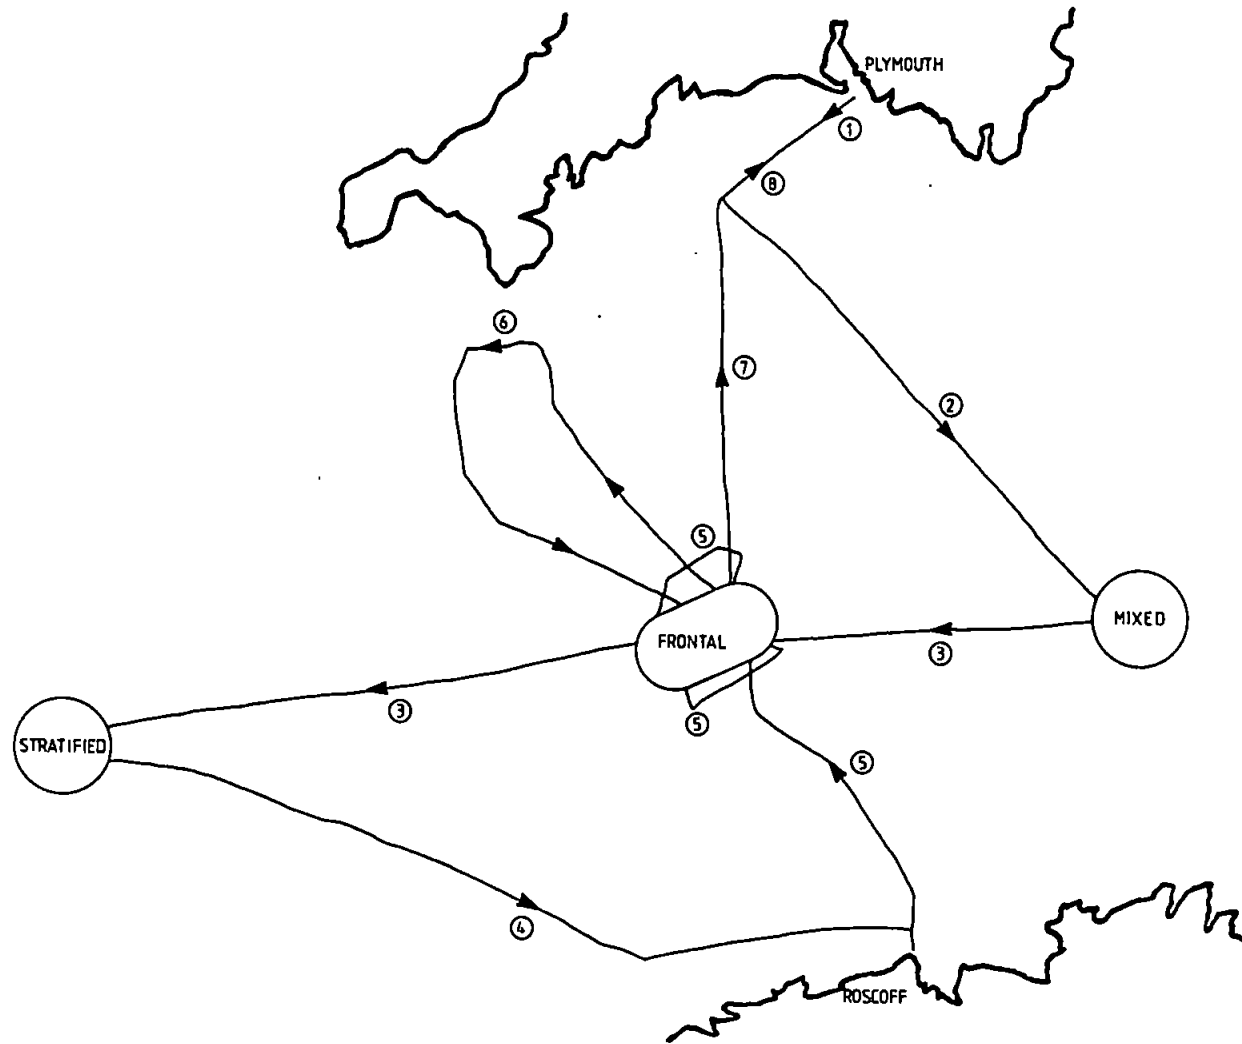 PLYMOUTH
①
⑧
⑥
⑦
②
⑤
FRONTAL
MIXED
③
③
⑤
STRATIFIED
⑤
④
ROSCOFF